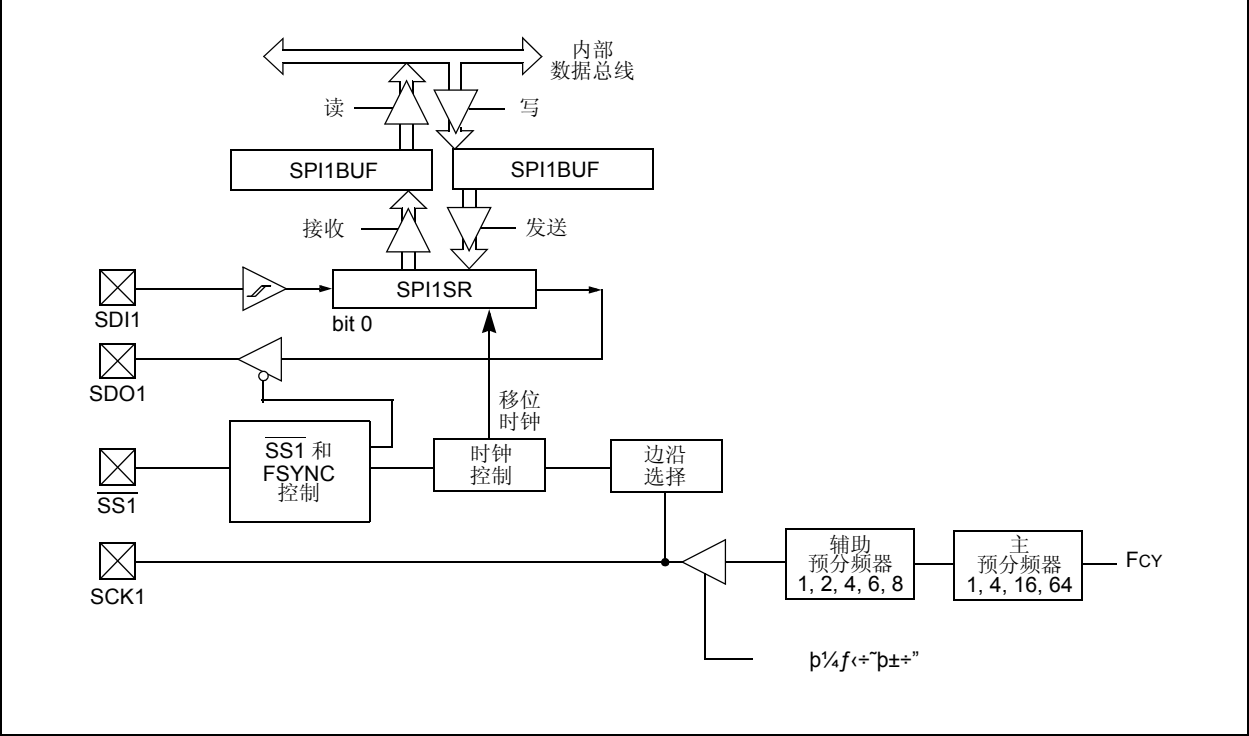 内部
数据总线
读
写
SPI1BUF
SPI1BUF
接收
发送
SDI1
SPI1SR
bit 0
SDO1
移位
时钟
SS1 和
FSYNC
控制
时钟
控制
边沿
选择
SS1
SCK1
辅助
预分频器
1, 2, 4, 6, 8
主
预分频器
1, 4, 16, 64
FCY